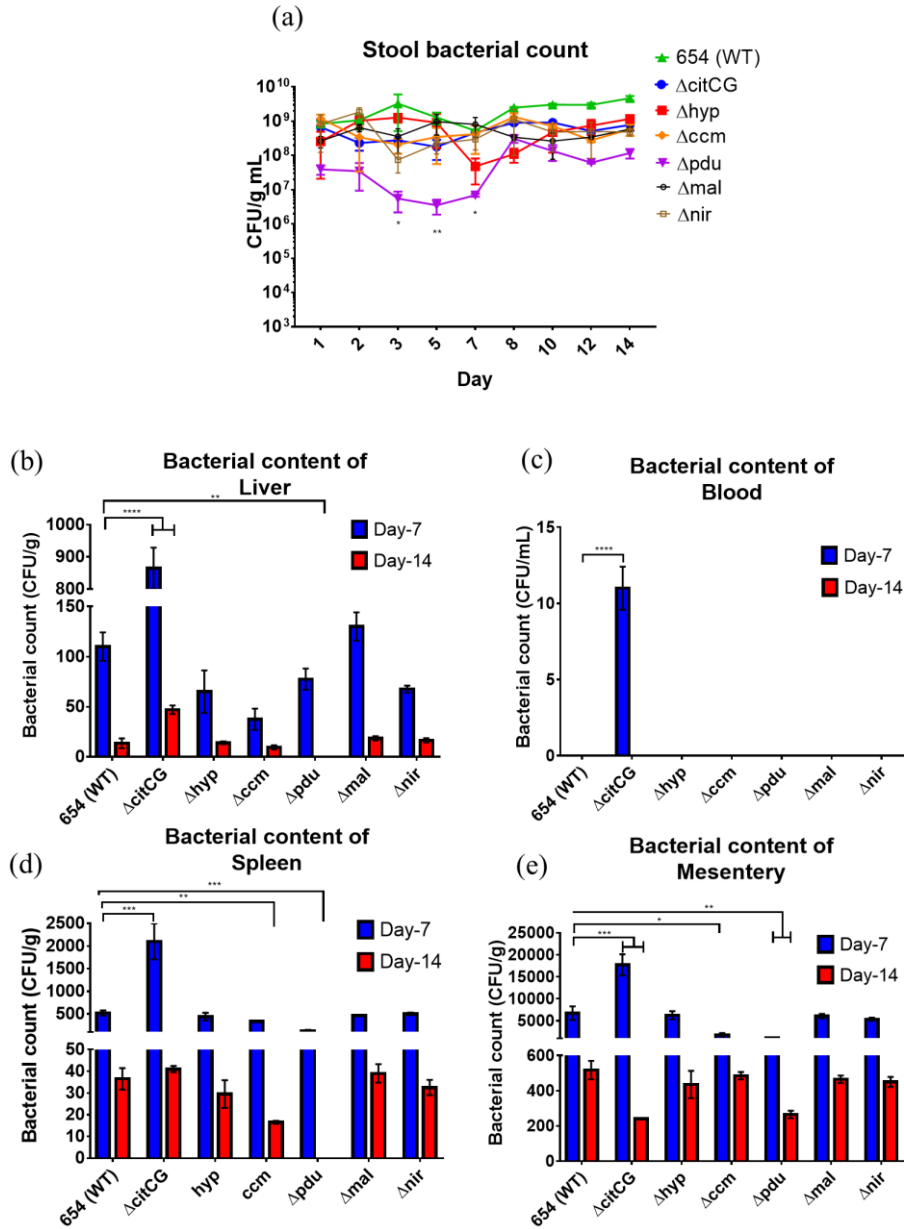 (a)
Stool bacterial count
CFU/g mL
10^10
10^9
10^8
10^7
10^6
10^5
10^4
10^3
*
**
*
1 2 3 5 7 8 10 12 14
Day
654 (WT)
ΔcitCG
Δhyp
Δccm
Δpdu
Δmal
Δnir
(b)
Bacterial content of
Liver
Bacterial count (CFU/g)
1000
900
800
150
100
50
0
**
****
Day-7
Day-14
654 (WT) ΔcitCG Δhyp Δccm Δpdu Δmal Δnir
(c)
Bacterial content of
Blood
Bacterial count (CFU/mL)
15
10
5
0
****
Day-7
Day-14
654 (WT) ΔcitCG Δhyp Δccm Δpdu Δmal Δnir
(d)
Bacterial content of
Spleen
Bacterial count (CFU/g)
2500
2000
1500
1000
500
40
30
20
10
0
***
**
***
Day-7
Day-14
654 (WT) ΔcitCG hyp ccm Δpdu Δmal Δnir
(e)
Bacterial content of
Mesentery
Bacterial count (CFU/g)
25000
20000
15000
10000
5000
600
400
200
0
**
*
***
Day-7
Day-14
654 (WT) ΔcitCG Δhyp Δccm Δpdu Δmal Δnir